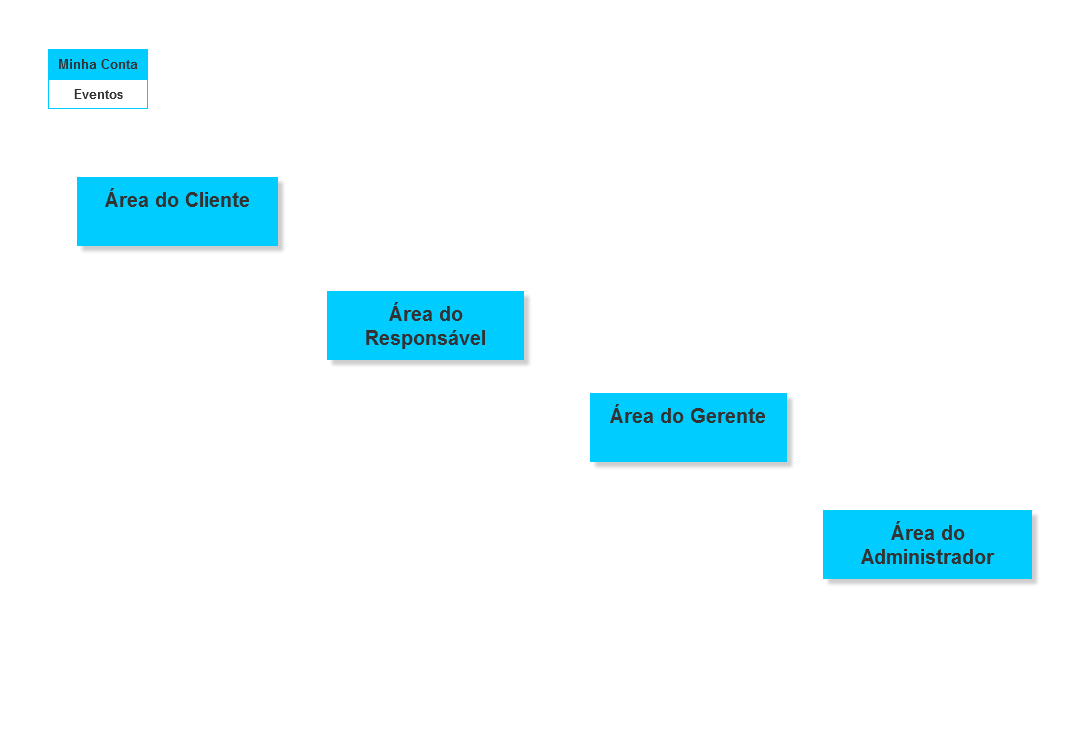 Minha Conta
Eventos
Área do Cliente
Área do
Responsável
Área do Gerente
Área do
Administrador